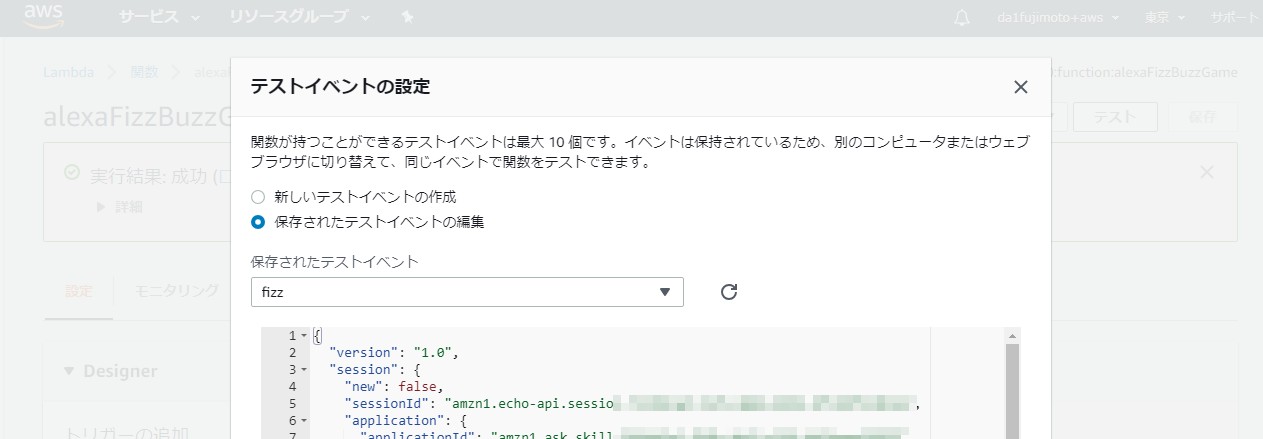 aws サービス リソースグループ da1fujimoto+aws 東京 サポート
Lambda 関数 alexa :function:alexaFizzBuzzGame
alexaFizzBuzzG テスト 保存
実行結果: 成功 (
詳細
設定 モニタリング
Designer
トリガーの追加
テストイベントの設定
関数が持つことができるテストイベントは最大 10 個です。イベントは保持されているため、別のコンピュータまたはウェブ
ブラウザに切り替えて、同じイベントで関数をテストできます。
新しいテストイベントの作成
保存されたテストイベントの編集
保存されたテストイベント
fizz
1 {
2 "version": "1.0",
3 "session": {
4 "new": false,
5 "sessionId": "amzn1.echo-api.sessio ,
6 "application": {
7 "applicationId": "amzn1.ask.skill